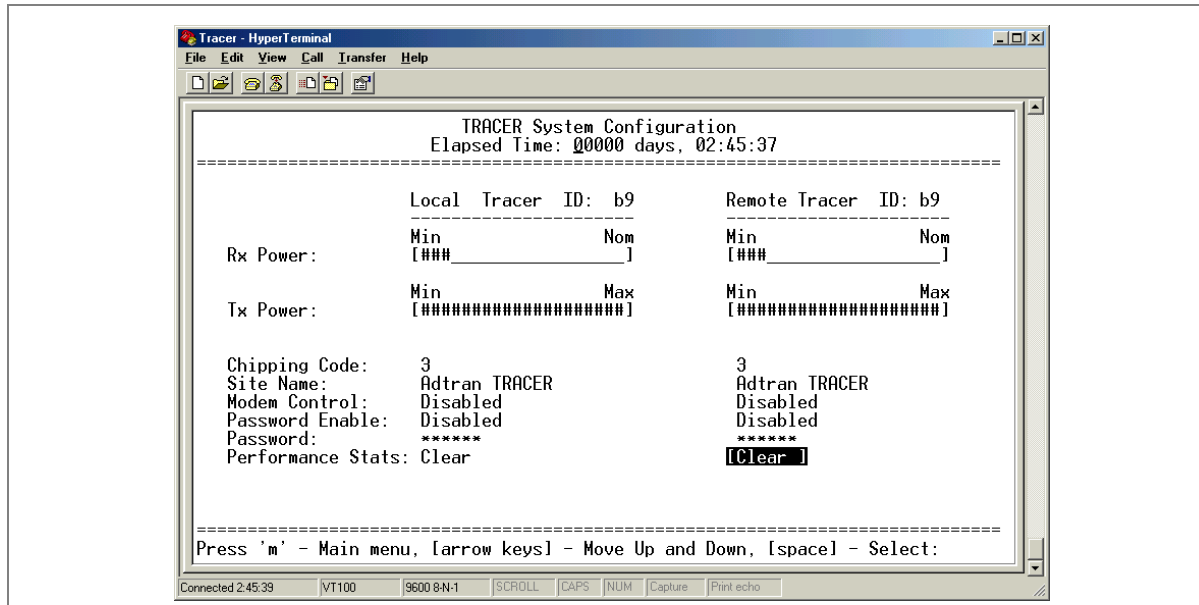 Tracer - HyperTerminal
File Edit View Call Transfer Help
TRACER System Configuration
Elapsed Time: 00000 days, 02:45:37
================================================================================
Local Tracer ID: b9 Remote Tracer ID: b9
---------------------- ----------------------
Min Nom Min Nom
Rx Power: [###_________________] [###_________________]
Min Max Min Max
Tx Power: [####################] [####################]
Chipping Code: 3 3
Site Name: Adtran TRACER Adtran TRACER
Modem Control: Disabled Disabled
Password Enable: Disabled Disabled
Password: ****** ******
Performance Stats: Clear [Clear ]
================================================================================
Press 'm' - Main menu, [arrow keys] - Move Up and Down, [space] - Select:
Connected 2:45:39 VT100 9600 8-N-1 SCROLL CAPS NUM Capture Print echo